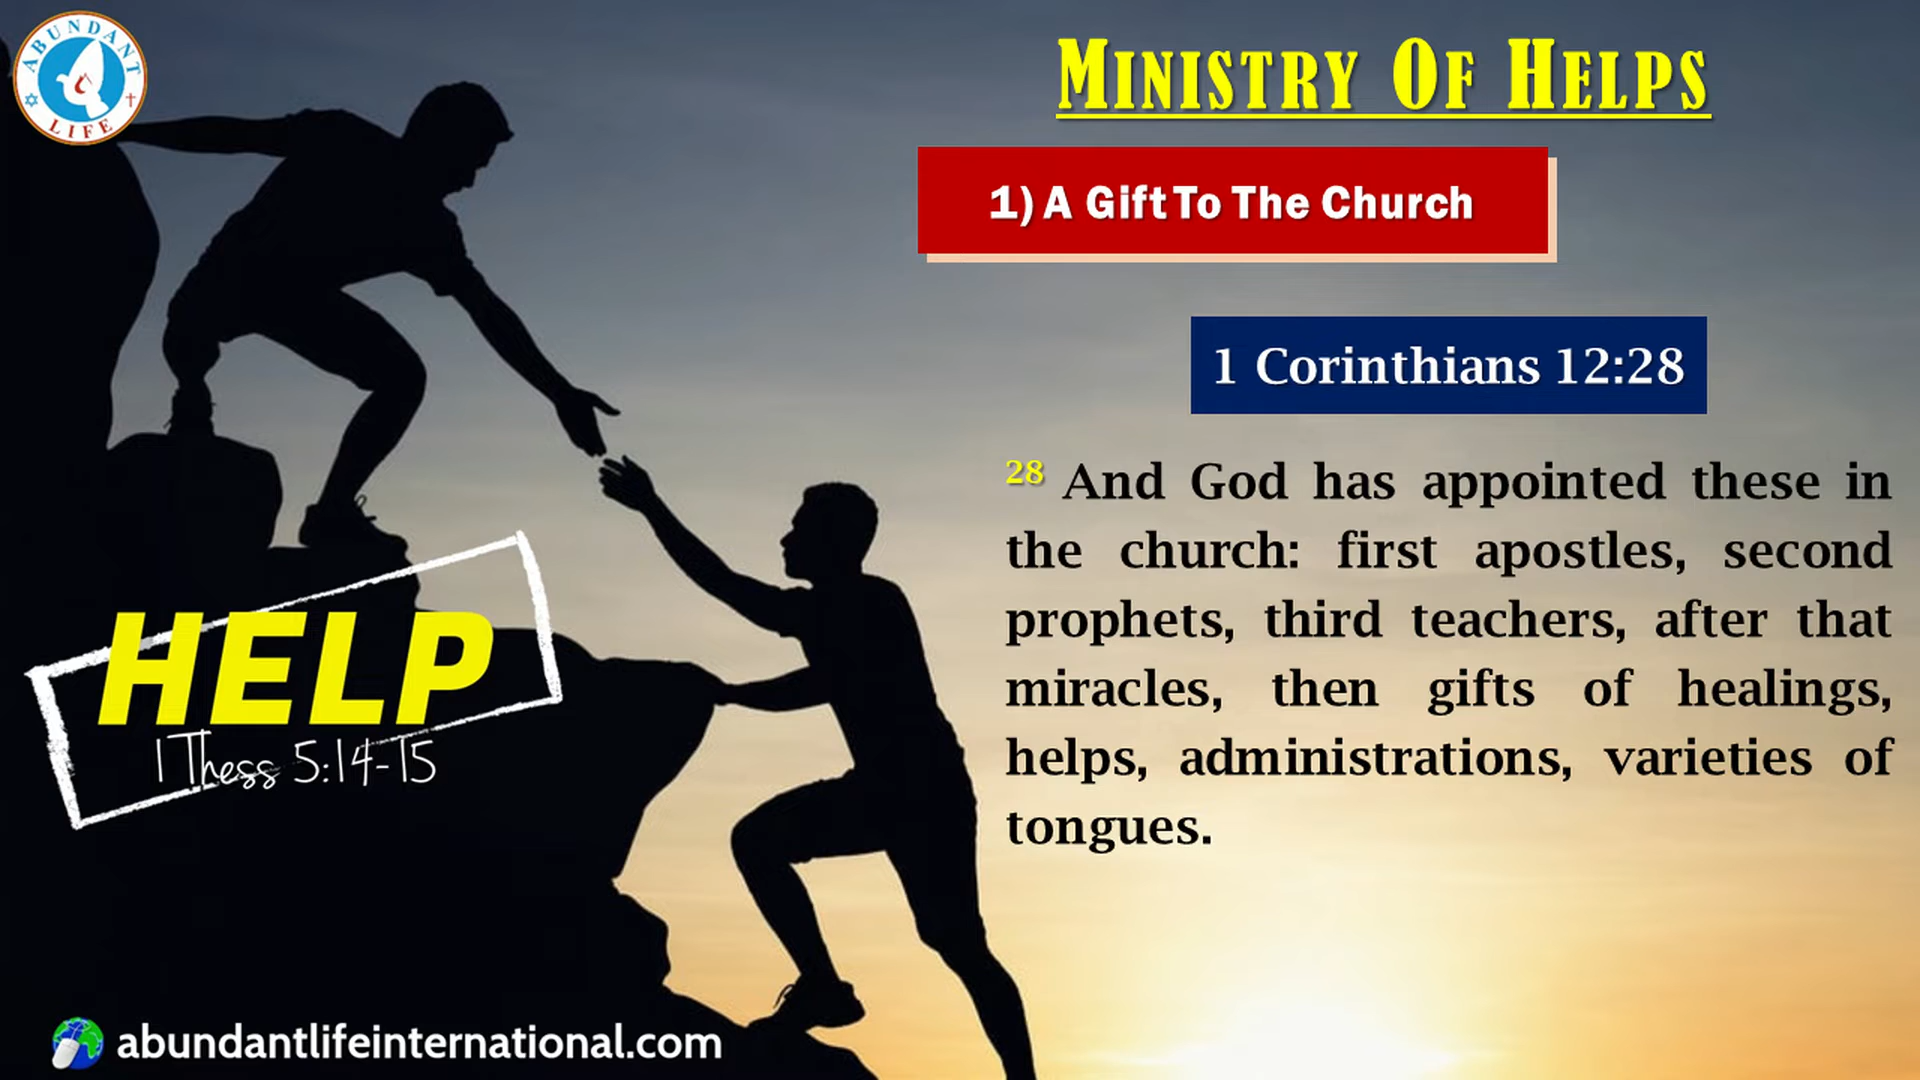 ABUNDANT
LIFE
MINISTRY OF HELPS
1) A Gift To The Church
1 Corinthians 12:28
28 And God has appointed these in
the church: first apostles, second
prophets, third teachers, after that
miracles, then gifts of healings,
helps, administrations, varieties of
tongues.
HELP
1 Thess 5:14-15
abundantlifeinternational.com